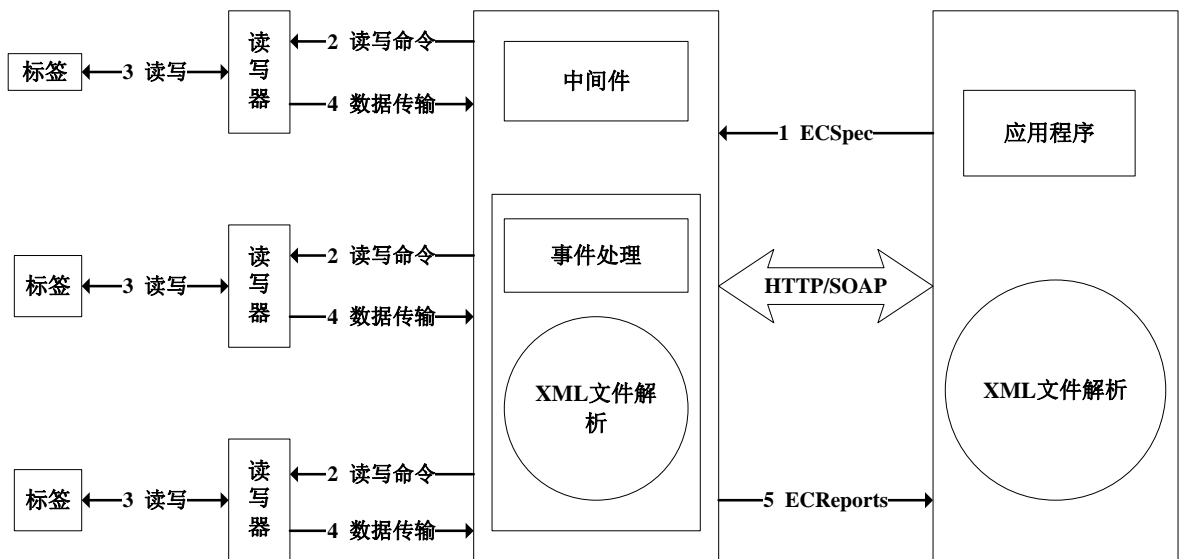 标签
3 读写
读写器
2 读写命令
4 数据传输
中间件
1 ECSpec
应用程序
标签
3 读写
读写器
2 读写命令
4 数据传输
事件处理
HTTP/SOAP
XML文件解
析
XML文件解析
标签
3 读写
读写器
2 读写命令
4 数据传输
5 ECReports